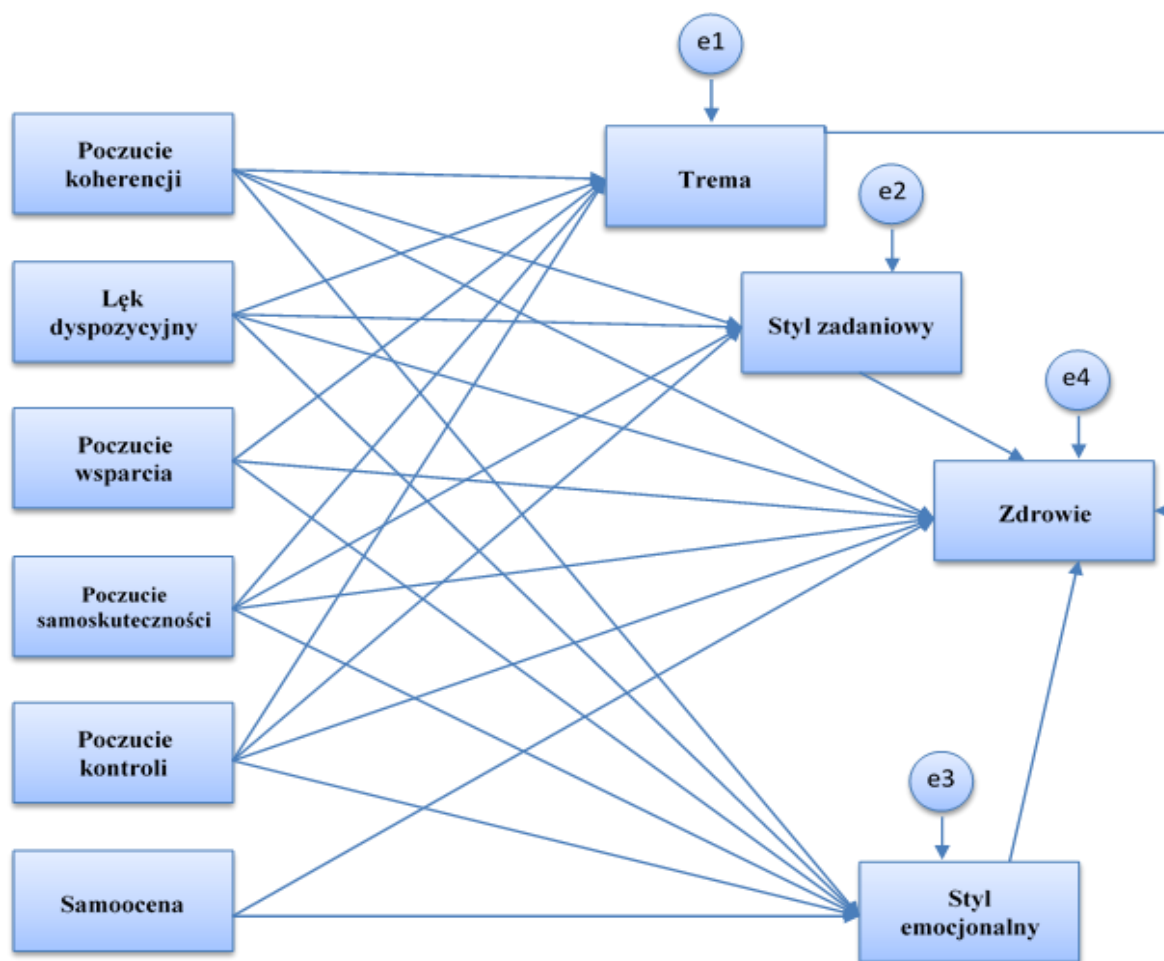 e1
Poczucie
koherencji
Trema
e2
Lęk
dyspozycyjny
Styl zadaniowy
e4
Poczucie
wsparcia
Zdrowie
Poczucie
samoskuteczności
Poczucie
kontroli
e3
Samoocena
Styl
emocjonalny